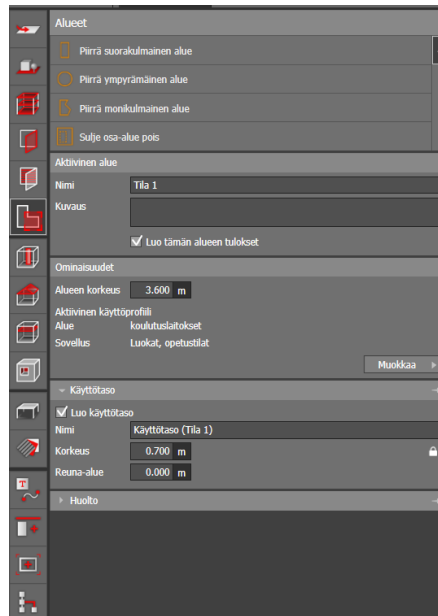 Alueet
Piirrä suorakulmainen alue
Piirrä ympyrämäinen alue
Piirrä monikulmainen alue
Sulje osa-alue pois
Aktiivinen alue
Nimi Tila 1
Kuvaus
Luo tämän alueen tulokset
Ominaisuudet
Alueen korkeus 3.600 m
Aktiivinen käyttöprofiili
Alue koulutuslaitokset
Sovellus Luokat, opetustilat
Muokkaa
Käyttötaso
Luo käyttötaso
Nimi Käyttötaso (Tila 1)
Korkeus 0.700 m
Reuna-alue 0.000 m
Huolto
T